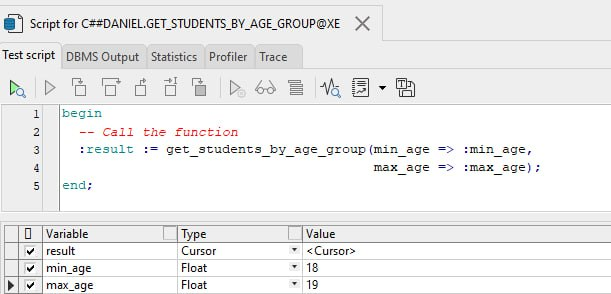 Script for C##DANIEL.GET_STUDENTS_BY_AGE_GROUP@XE
Test script DBMS Output Statistics Profiler Trace
1 begin
2 -- Call the function
3 :result := get_students_by_age_group(min_age => :min_age,
4 max_age => :max_age);
5 end;
Variable Type Value
result Cursor <Cursor>
min_age Float 18
max_age Float 19